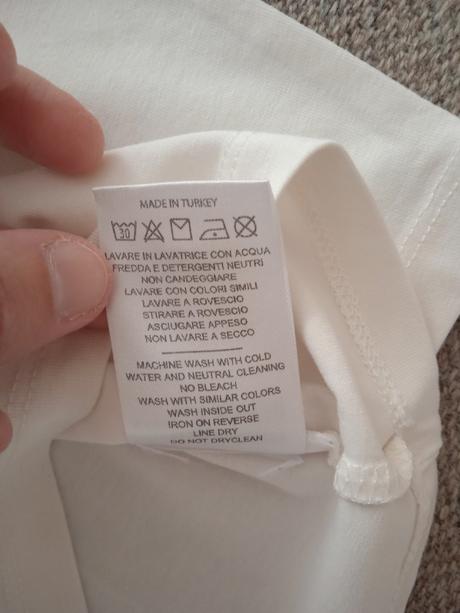 MADE IN TURKEY
30
LAVARE IN LAVATRICE CON ACQUA
FREDDA E DETERGENTI NEUTRI
NON CANDEGGIARE
LAVARE CON COLORI SIMILI
LAVARE A ROVESCIO
STIRARE A ROVESCIO
ASCIUGARE APPESO
NON LAVARE A SECCO
MACHINE WASH WITH COLD
WATER AND NEUTRAL CLEANING
NO BLEACH
WASH WITH SIMILAR COLORS
WASH INSIDE OUT
IRON ON REVERSE
LINE DRY
DO NOT DRYCLEAN